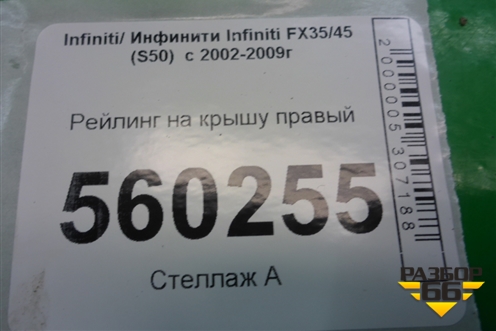 Infiniti/ Инфинити Infiniti FX35/45
(S50)  с 2002-2009г
Рейлинг на крышу правый
560255
Стеллаж А
2000005307188
РАЗБОР
66